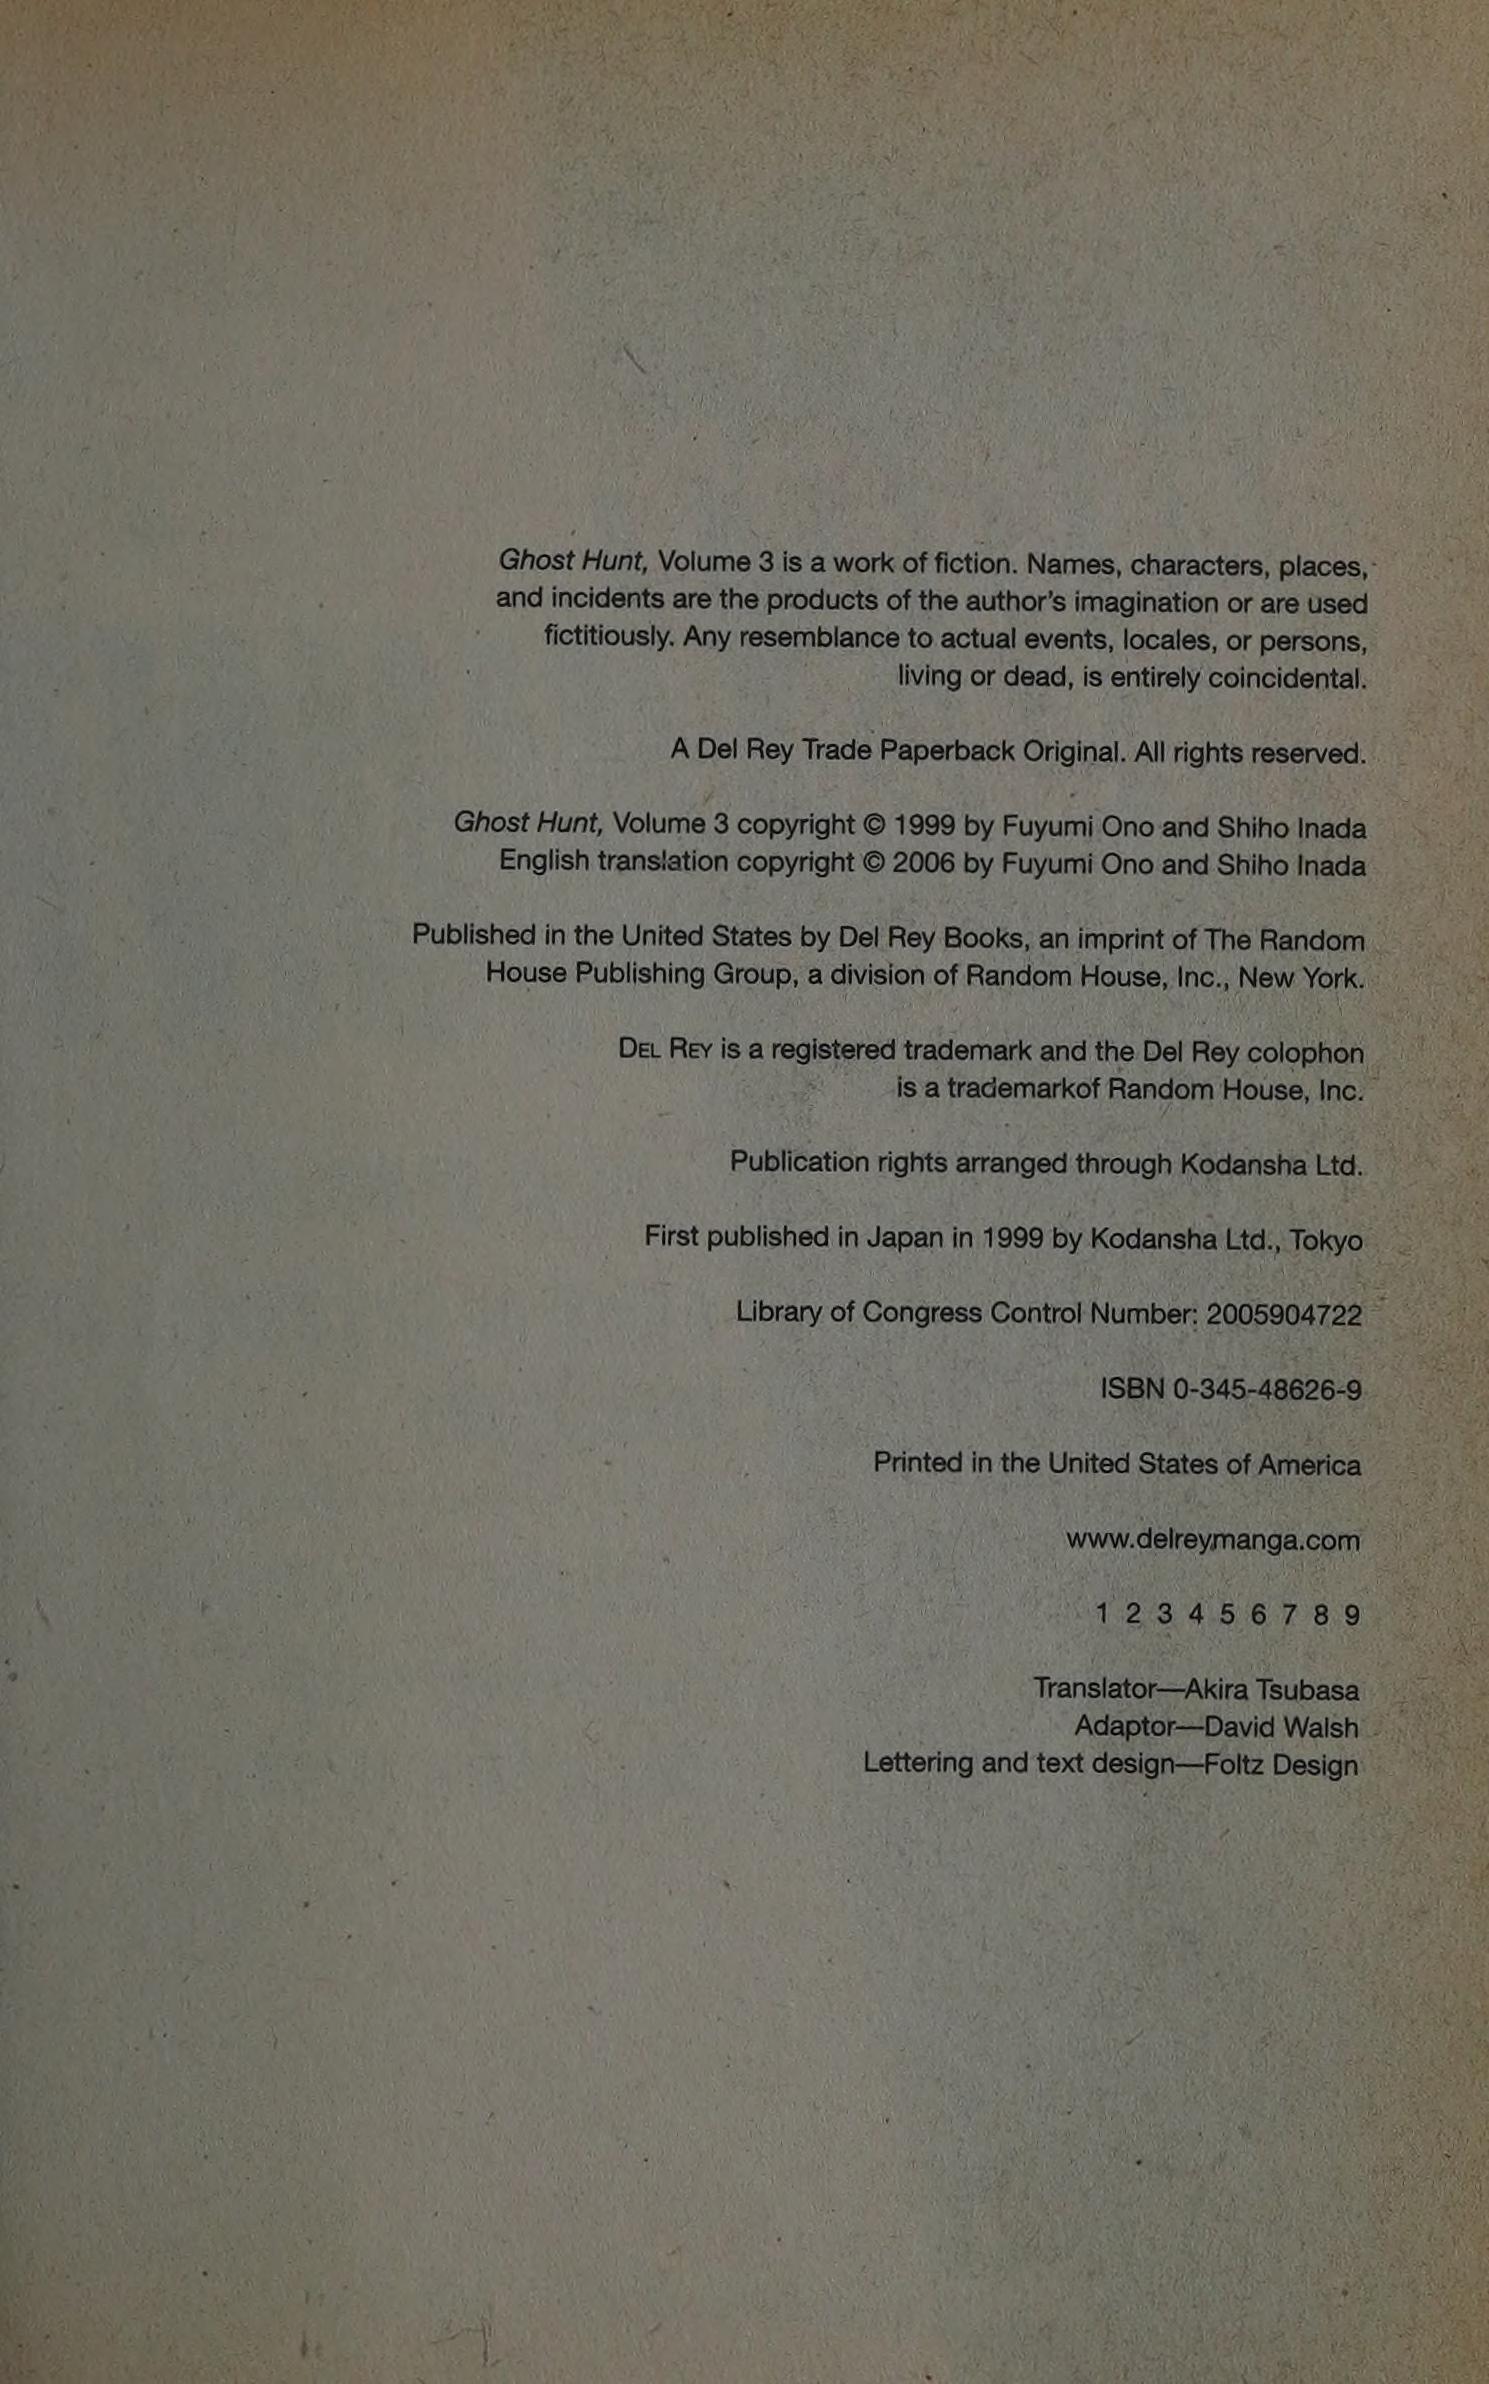 Ghost Hunt, Volume 3 is a work of fiction. Names, characters, places,
and incidents are the products of the author's imagination or are used
fictitiously. Any resemblance to actual events, locales, or persons,
living or dead, is entirely coincidental.
A Del Rey Trade Paperback Original. All rights reserved.
Ghost Hunt, Volume 3 copyright © 1999 by Fuyumi Ono and Shiho Inada
English translation copyright © 2006 by Fuyumi Ono and Shiho Inada
Published in the United States by Del Rey Books, an imprint of The Random
House Publishing Group, a division of Random House, Inc., New York.
DEL REY is a registered trademark and the Del Rey colophon
is a trademarkof Random House, Inc.
Publication rights arranged through Kodansha Ltd.
First published in Japan in 1999 by Kodansha Ltd., Tokyo
Library of Congress Control Number: 2005904722
ISBN 0-345-48626-9
Printed in the United States of America
www.delreymanga.com
1 2 3 4 5 6 7 8 9
Translator—Akira Tsubasa
Adaptor—David Walsh
Lettering and text design—Foltz Design